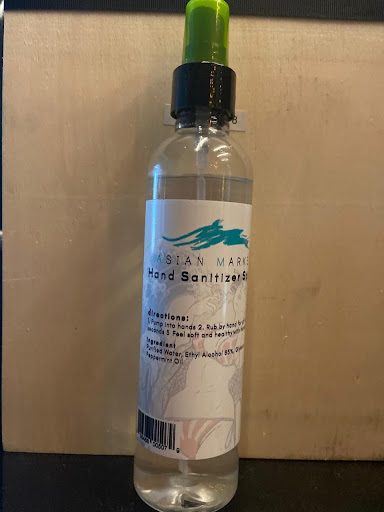 ASIAN MARK
Hand Sanitizer S
directions:
1. Pump into hands 2. Rub by hand for
seconds 3. Feel soft and healthy
Ingredient
Purified Water, Ethyl Alcohol 85%,
Peppermint Oil